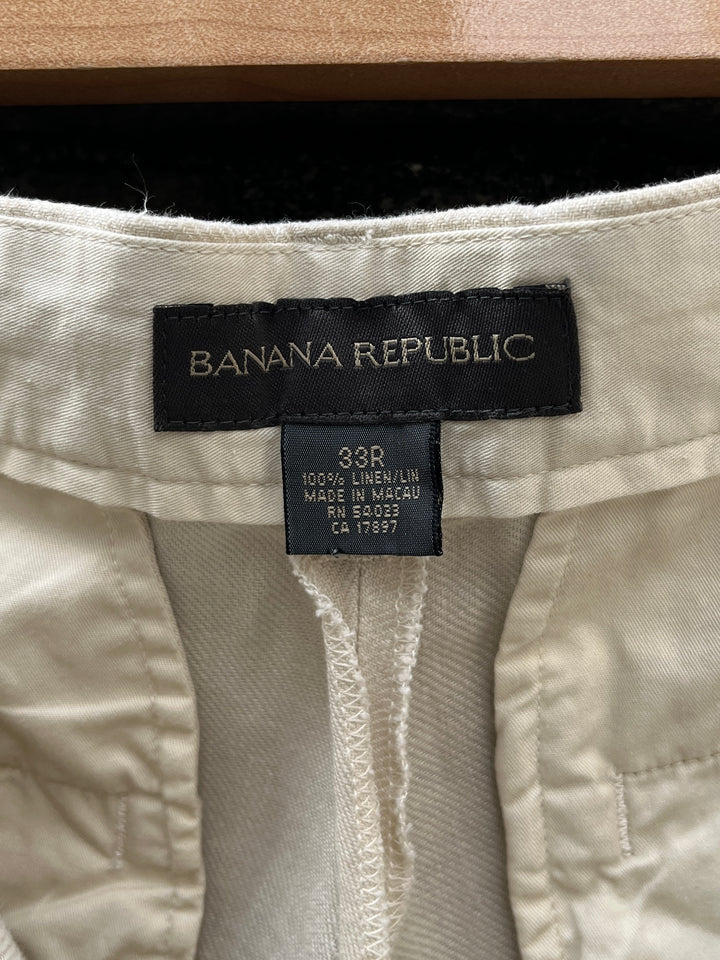 BANANA REPUBLIC
33R
100% LINEN/LIN
MADE IN MACAU
RN 54023
CA 17897